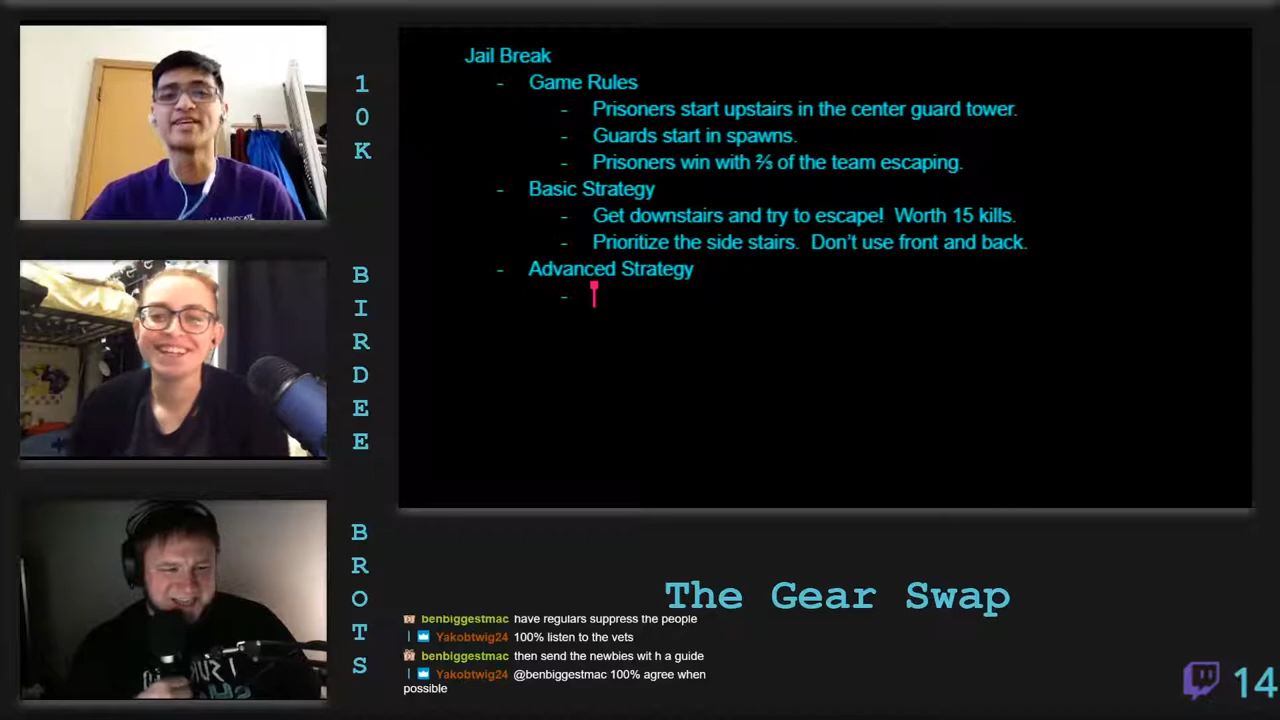 10K
BIRDEE
BROTS
Jail Break
- Game Rules
- Prisoners start upstairs in the center guard tower.
- Guards start in spawns.
- Prisoners win with ⅔ of the team escaping.
- Basic Strategy
- Get downstairs and try to escape!  Worth 15 kills.
- Prioritize the side stairs.  Don't use front and back.
- Advanced Strategy
-
The Gear Swap
benbiggestmac have regulars suppress the people
| Yakobtwig24 100% listen to the vets
benbiggestmac then send the newbies wit h a guide
| Yakobtwig24 @benbiggestmac 100% agree when
possible
14